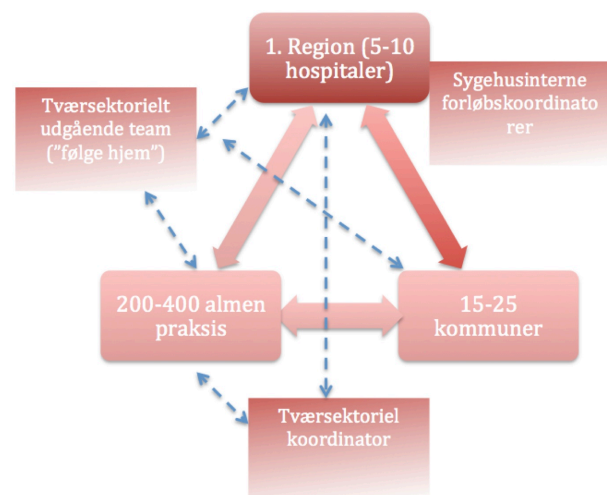 1. Region (5-10
hospitaler)
Sygehusinterne
forløbskoordinato
rer
Tværsektorielt
udgående team
("følge hjem")
200-400 almen
praksis
15-25
kommuner
Tværsektoriel
koordinator